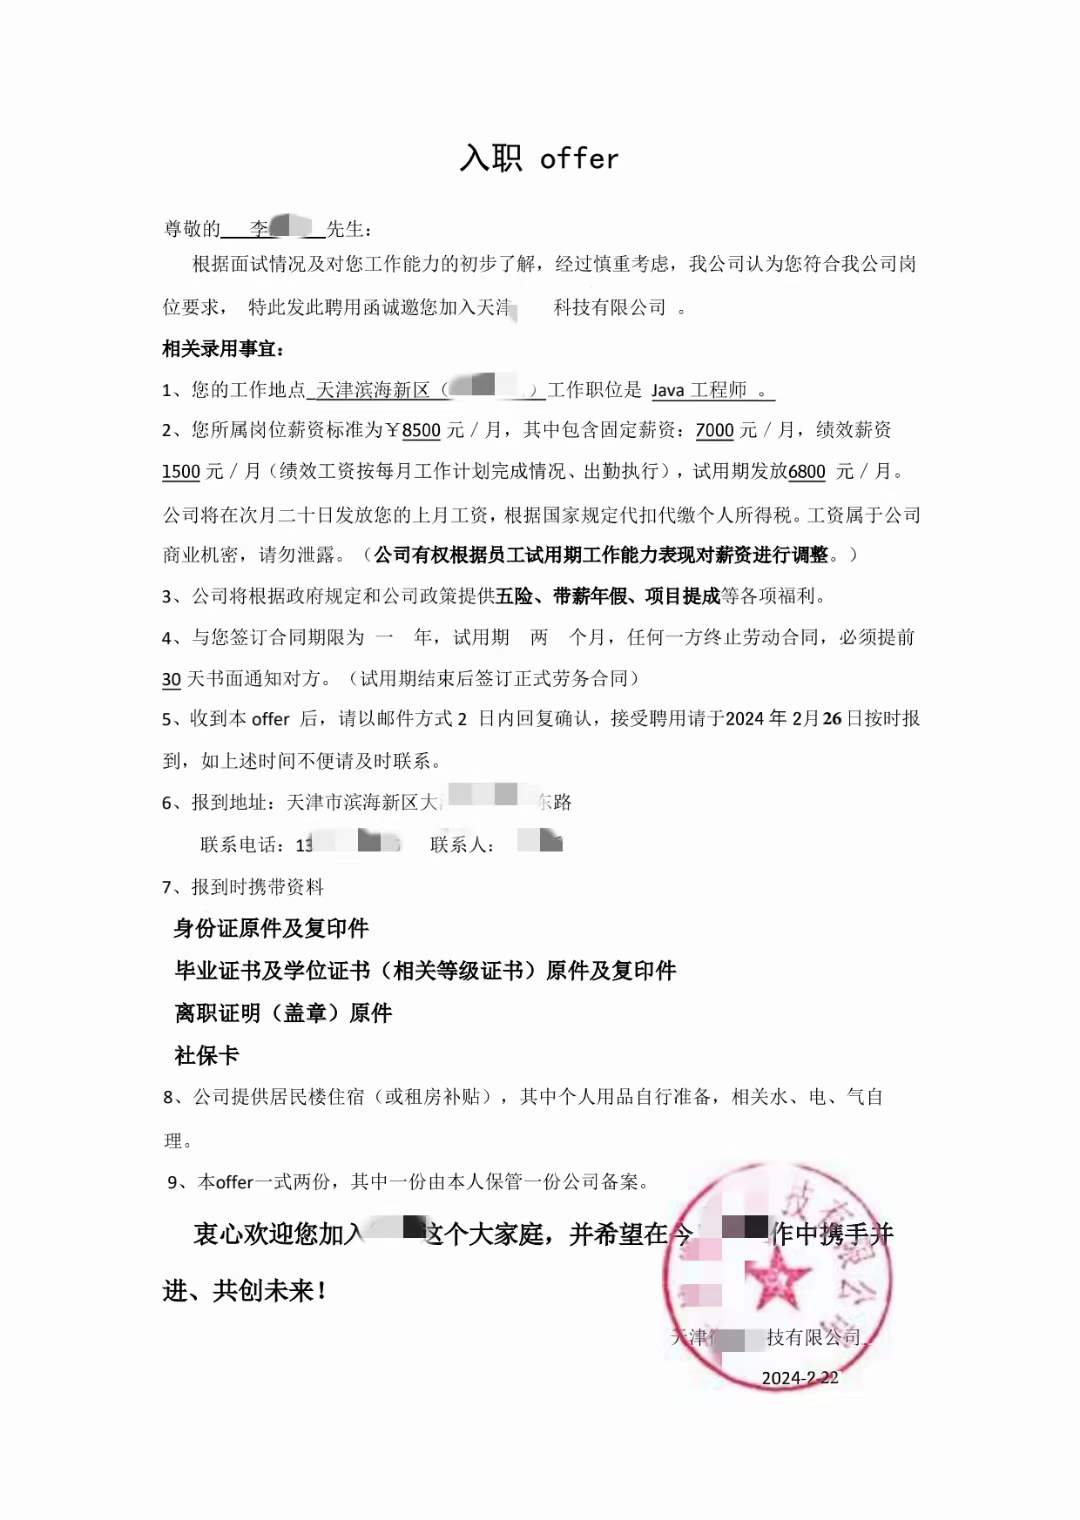 入职 offer
尊敬的 李 先生：
根据面试情况及对您工作能力的初步了解，经过慎重考虑，我公司认为您符合我公司岗
位要求， 特此发此聘用函诚邀您加入天津 科技有限公司 。
相关录用事宜：
1、您的工作地点 天津滨海新区（ ）工作职位是 Java 工程师 。
2、您所属岗位薪资标准为￥8500 元／月，其中包含固定薪资：7000 元／月，绩效薪资
1500 元／月（绩效工资按每月工作计划完成情况、出勤执行），试用期发放6800 元／月。
公司将在次月二十日发放您的上月工资，根据国家规定代扣代缴个人所得税。工资属于公司
商业机密，请勿泄露。（公司有权根据员工试用期工作能力表现对薪资进行调整。）
3、公司将根据政府规定和公司政策提供五险、带薪年假、项目提成等各项福利。
4、与您签订合同期限为 一 年，试用期 两 个月，任何一方终止劳动合同，必须提前
30 天书面通知对方。（试用期结束后签订正式劳务合同）
5、收到本 offer 后，请以邮件方式 2 日内回复确认，接受聘用请于2024 年 2月26 日按时报
到，如上述时间不便请及时联系。
6、报到地址：天津市滨海新区大 东路
联系电话：13 联系人：
7、报到时携带资料
身份证原件及复印件
毕业证书及学位证书（相关等级证书）原件及复印件
离职证明（盖章）原件
社保卡
8、公司提供居民楼住宿（或租房补贴），其中个人用品自行准备，相关水、电、气自
理。
9、本offer一式两份，其中一份由本人保管一份公司备案。
衷心欢迎您加入 这个大家庭，并希望在今 作中携手并
进、共创未来！
技有限公司
天津 技有限公司
2024-2-22